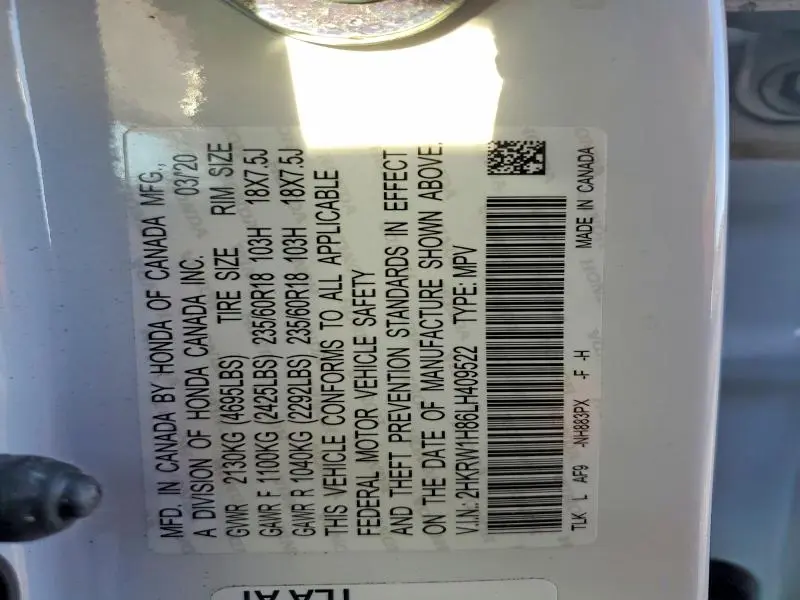 MFD. IN CANADA BY HONDA OF CANADA MFG.,
A DIVISION OF HONDA CANADA INC. 03/20
GVWR 2130KG (4695LBS) TIRE SIZE RIM SIZE
GAWR F 1100KG (2425LBS) 235/60R18 103H 18X7.5J
GAWR R 1040KG (2292LBS) 235/60R18 103H 18X7.5J
THIS VEHICLE CONFORMS TO ALL APPLICABLE
FEDERAL MOTOR VEHICLE SAFETY
AND THEFT PREVENTION STANDARDS IN EFFECT
ON THE DATE OF MANUFACTURE SHOWN ABOVE.
V.I.N.: 2HKRW1H86LH409522 TYPE: MPV
TLK L AF9 -NH883PX -F -H MADE IN CANADA